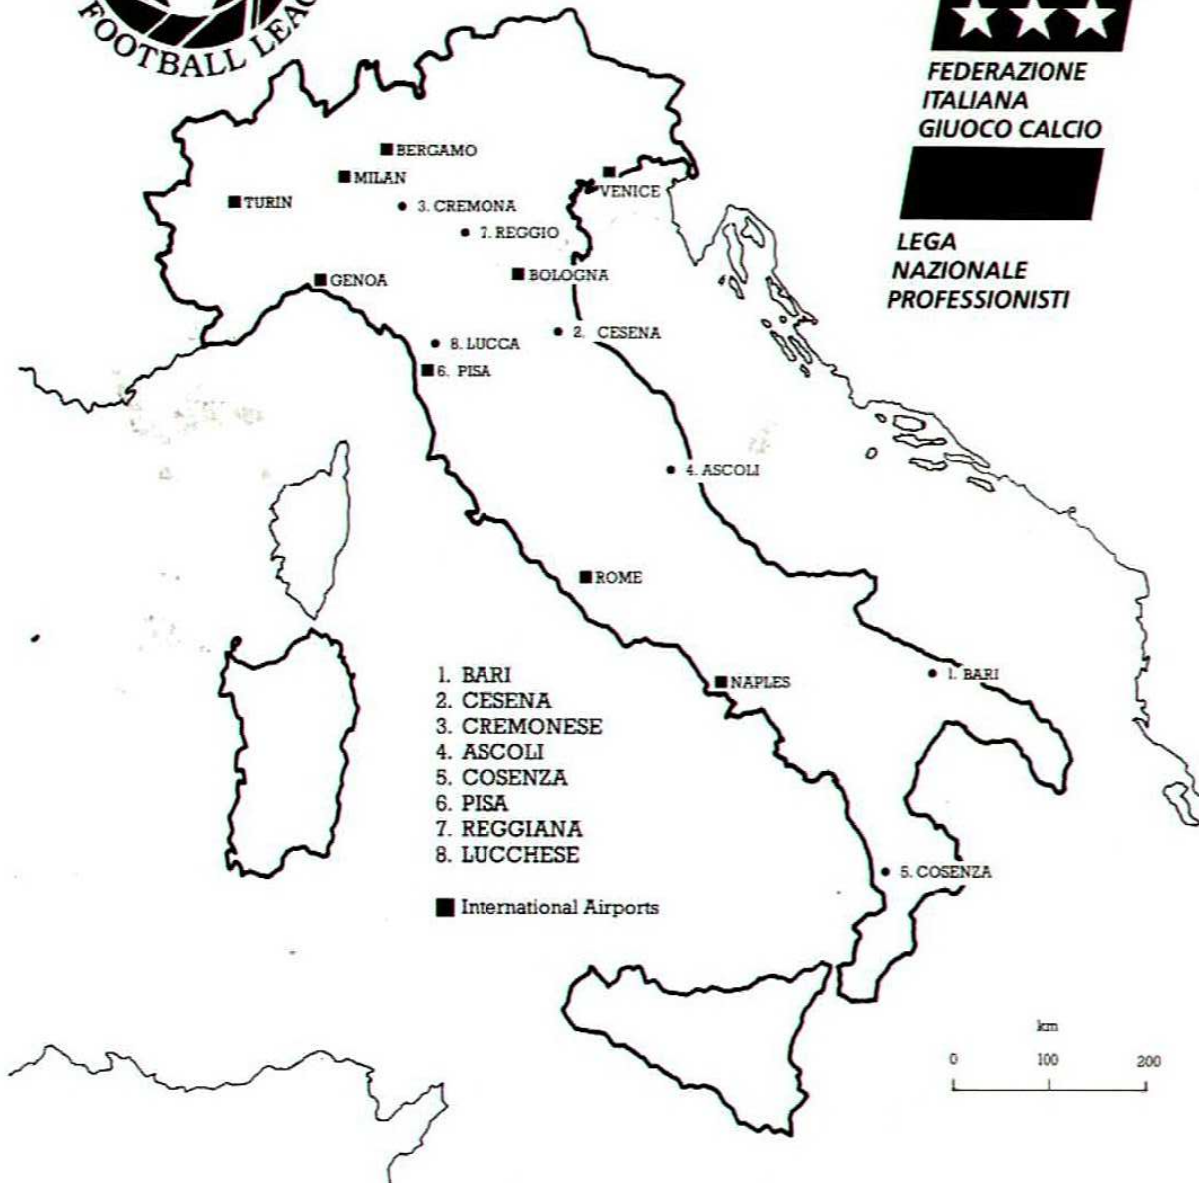 FOOTBALL LEAG
FEDERAZIONE
ITALIANA
GIUOCO CALCIO
LEGA
NAZIONALE
PROFESSIONISTI
BERGAMO
MILAN
VENICE
TURIN
3. CREMONA
7. REGGIO
BOLOGNA
GENOA
2. CESENA
8. LUCCA
6. PISA
4. ASCOLI
ROME
NAPLES
1. BARI
5. COSENZA
1. BARI
2. CESENA
3. CREMONESE
4. ASCOLI
5. COSENZA
6. PISA
7. REGGIANA
8. LUCCHESE
International Airports
km
0 100 200